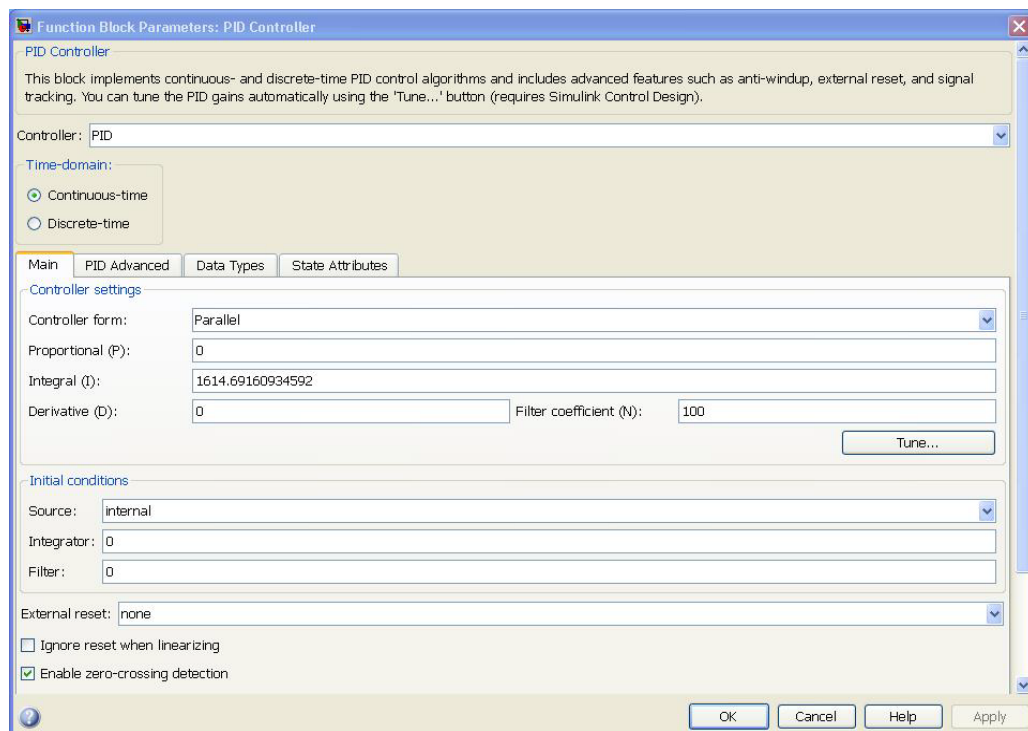 Function Block Parameters: PID Controller
PID Controller
This block implements continuous- and discrete-time PID control algorithms and includes advanced features such as anti-windup, external reset, and signal
tracking. You can tune the PID gains automatically using the 'Tune...' button (requires Simulink Control Design).
Controller: PID
Time-domain:
Continuous-time
Discrete-time
Main PID Advanced Data Types State Attributes
Controller settings
Controller form: Parallel
Proportional (P): 0
Integral (I): 1614.69160934592
Derivative (D): 0 Filter coefficient (N): 100
Tune...
Initial conditions
Source: internal
Integrator: 0
Filter: 0
External reset: none
Ignore reset when linearizing
Enable zero-crossing detection
OK Cancel Help Apply